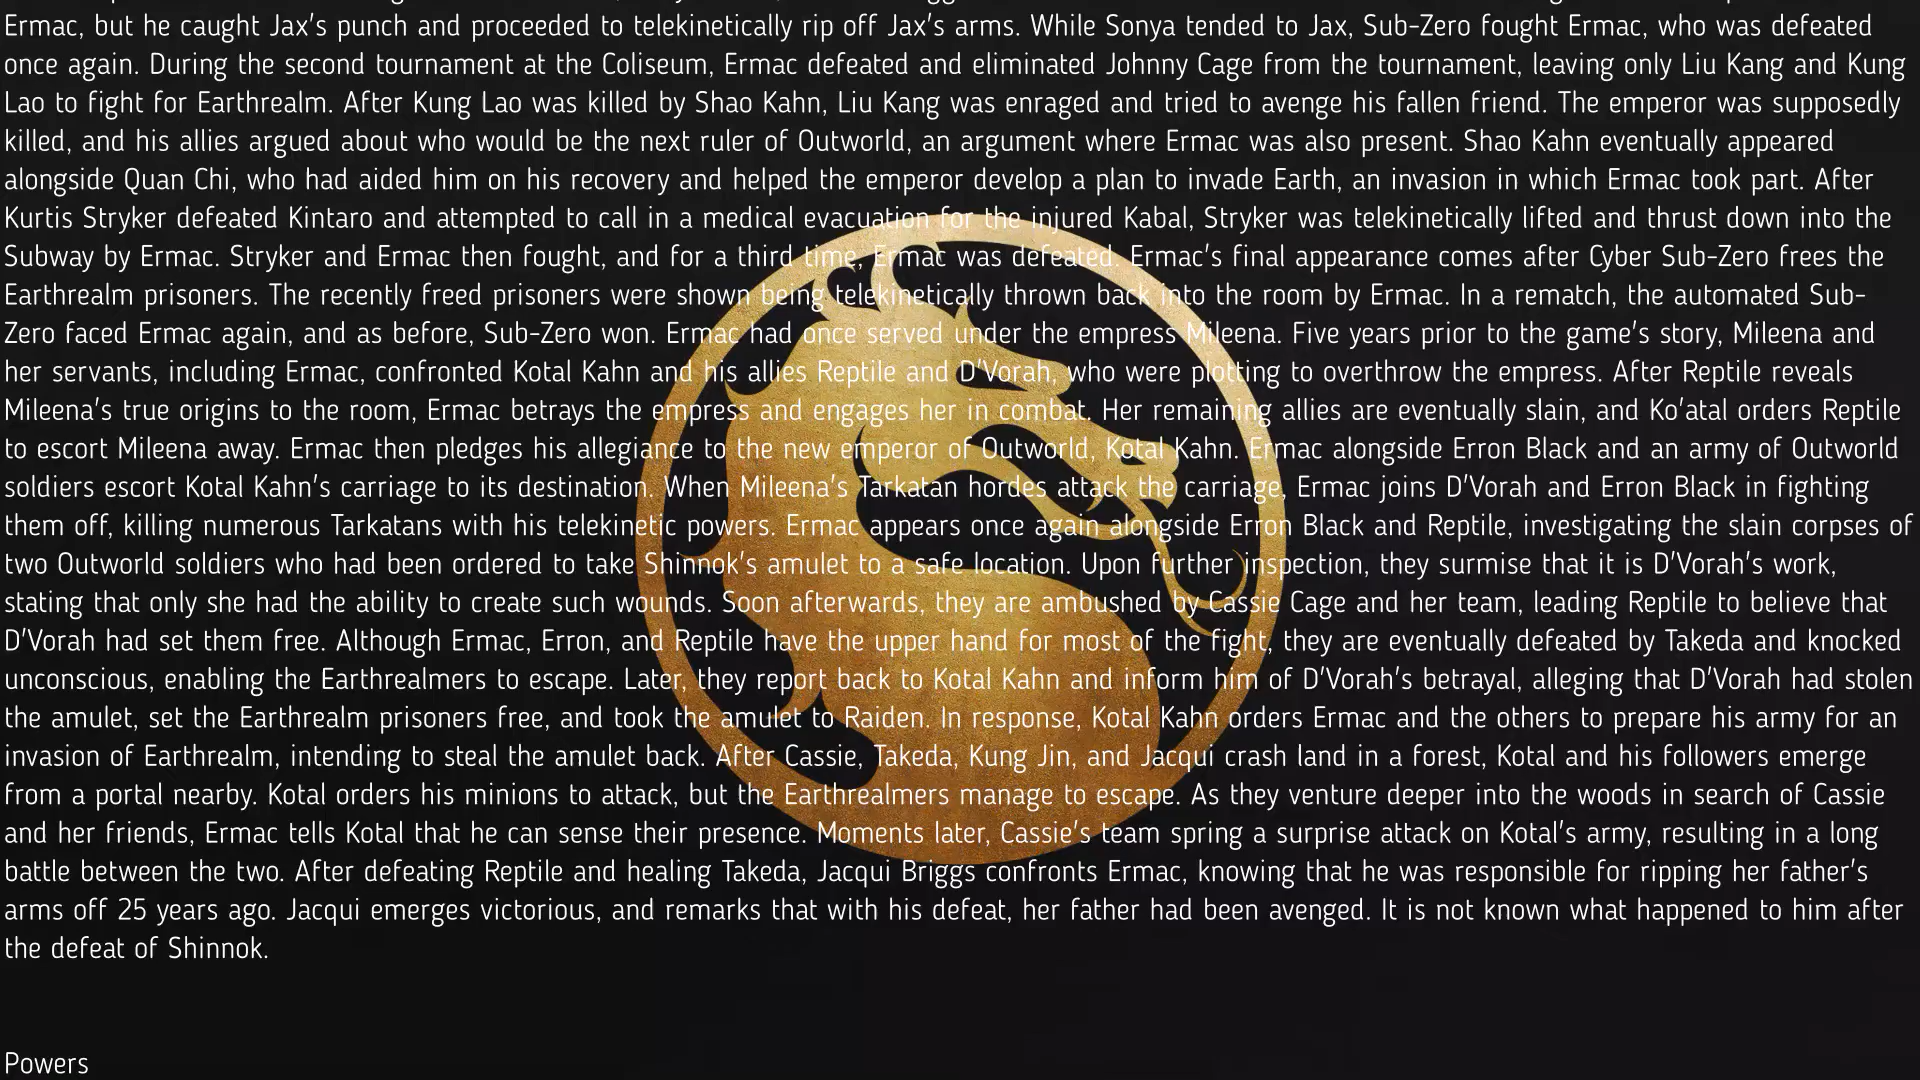 Ermac, but he caught Jax's punch and proceeded to telekinetically rip off Jax's arms. While Sonya tended to Jax, Sub-Zero fought Ermac, who was defeated
once again. During the second tournament at the Coliseum, Ermac defeated and eliminated Johnny Cage from the tournament, leaving only Liu Kang and Kung
Lao to fight for Earthrealm. After Kung Lao was killed by Shao Kahn, Liu Kang was enraged and tried to avenge his fallen friend. The emperor was supposedly
killed, and his allies argued about who would be the next ruler of Outworld, an argument where Ermac was also present. Shao Kahn eventually appeared
alongside Quan Chi, who had aided him on his recovery and helped the emperor develop a plan to invade Earth, an invasion in which Ermac took part. After
Kurtis Stryker defeated Kintaro and attempted to call in a medical evacuation for the injured Kabal, Stryker was telekinetically lifted and thrust down into the
Subway by Ermac. Stryker and Ermac then fought, and for a third time, Ermac was defeated. Ermac's final appearance comes after Cyber Sub-Zero frees the
Earthrealm prisoners. The recently freed prisoners were shown being telekinetically thrown back into the room by Ermac. In a rematch, the automated Sub-
Zero faced Ermac again, and as before, Sub-Zero won. Ermac had once served under the empress Mileena. Five years prior to the game's story, Mileena and
her servants, including Ermac, confronted Kotal Kahn and his allies Reptile and D'Vorah, who were plotting to overthrow the empress. After Reptile reveals
Mileena's true origins to the room, Ermac betrays the empress and engages her in combat. Her remaining allies are eventually slain, and Ko'atal orders Reptile
to escort Mileena away. Ermac then pledges his allegiance to the new emperor of Outworld, Kotal Kahn. Ermac alongside Erron Black and an army of Outworld
soldiers escort Kotal Kahn's carriage to its destination. When Mileena's Tarkatan hordes attack the carriage, Ermac joins D'Vorah and Erron Black in fighting
them off, killing numerous Tarkatans with his telekinetic powers. Ermac appears once again alongside Erron Black and Reptile, investigating the slain corpses of
two Outworld soldiers who had been ordered to take Shinnok's amulet to a safe location. Upon further inspection, they surmise that it is D'Vorah's work,
stating that only she had the ability to create such wounds. Soon afterwards, they are ambushed by Cassie Cage and her team, leading Reptile to believe that
D'Vorah had set them free. Although Ermac, Erron, and Reptile have the upper hand for most of the fight, they are eventually defeated by Takeda and knocked
unconscious, enabling the Earthrealmers to escape. Later, they report back to Kotal Kahn and inform him of D'Vorah's betrayal, alleging that D'Vorah had stolen
the amulet, set the Earthrealm prisoners free, and took the amulet to Raiden. In response, Kotal Kahn orders Ermac and the others to prepare his army for an
invasion of Earthrealm, intending to steal the amulet back. After Cassie, Takeda, Kung Jin, and Jacqui crash land in a forest, Kotal and his followers emerge
from a portal nearby. Kotal orders his minions to attack, but the Earthrealmers manage to escape. As they venture deeper into the woods in search of Cassie
and her friends, Ermac tells Kotal that he can sense their presence. Moments later, Cassie's team spring a surprise attack on Kotal's army, resulting in a long
battle between the two. After defeating Reptile and healing Takeda, Jacqui Briggs confronts Ermac, knowing that he was responsible for ripping her father's
arms off 25 years ago. Jacqui emerges victorious, and remarks that with his defeat, her father had been avenged. It is not known what happened to him after
the defeat of Shinnok.
Powers